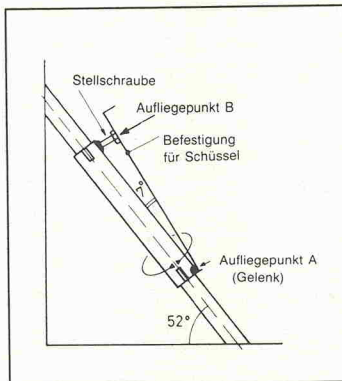 Stellschraube
Aufliegepunkt B
Befestigung
für Schüssel
7°
Aufliegepunkt A
(Gelenk)
52°